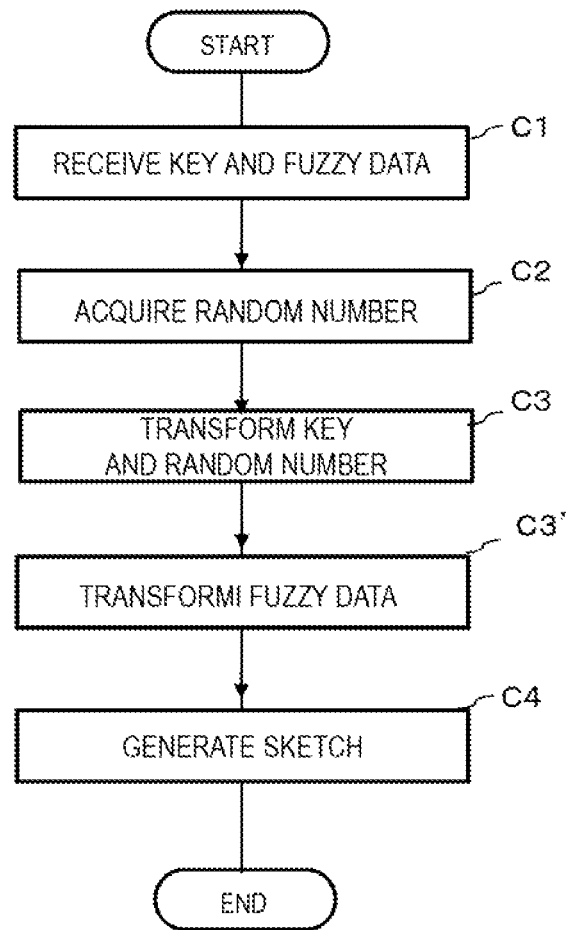 START
C1
RECEIVE KEY AND FUZZY DATA
C2
ACQUIRE RANDOM NUMBER
C3
TRANSFORM KEY
AND RANDOM NUMBER
C3'
TRANSFORMI FUZZY DATA
C4
GENERATE SKETCH
END